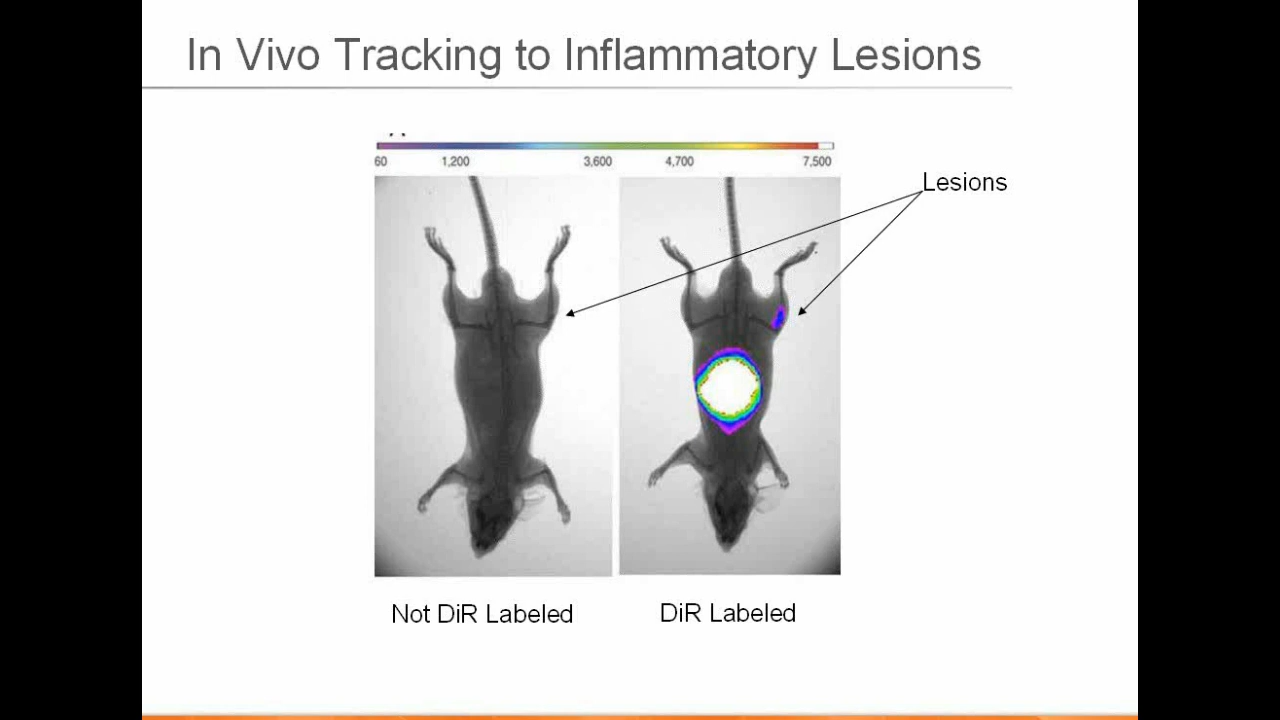 In Vivo Tracking to Inflammatory Lesions
60 1,200 3,600 4,700 7,500
Lesions
Not DiR Labeled DiR Labeled